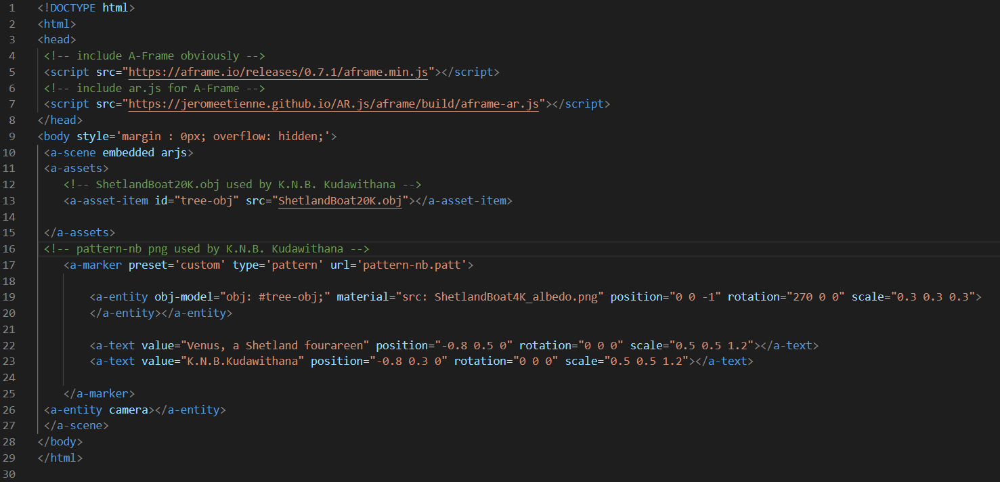 1 <!DOCTYPE html>
2 <html>
3 <head>
4 <!-- include A-Frame obviously -->
5 <script src="https://aframe.io/releases/0.7.1/aframe.min.js"></script>
6 <!-- include ar.js for A-Frame -->
7 <script src="https://jeromeetienne.github.io/AR.js/aframe/build/aframe-ar.js"></script>
8 </head>
9 <body style='margin : 0px; overflow: hidden;'>
10 <a-scene embedded arjs>
11 <a-assets>
12 <!-- ShetlandBoat20K.obj used by K.N.B. Kudawithana -->
13 <a-asset-item id="tree-obj" src="ShetlandBoat20K.obj"></a-asset-item>
14
15 </a-assets>
16 <!-- pattern-nb png used by K.N.B. Kudawithana -->
17 <a-marker preset='custom' type='pattern' url='pattern-nb.patt'>
18
19 <a-entity obj-model="obj: #tree-obj;" material="src: ShetlandBoat4K_albedo.png" position="0 0 -1" rotation="270 0 0" scale="0.3 0.3 0.3">
20 </a-entity></a-entity>
21
22 <a-text value="Venus, a Shetland fourareen" position="-0.8 0.5 0" rotation="0 0 0" scale="0.5 0.5 1.2"></a-text>
23 <a-text value="K.N.B.Kudawithana" position="-0.8 0.3 0" rotation="0 0 0" scale="0.5 0.5 1.2"></a-text>
24
25 </a-marker>
26 <a-entity camera></a-entity>
27 </a-scene>
28 </body>
29 </html>
30